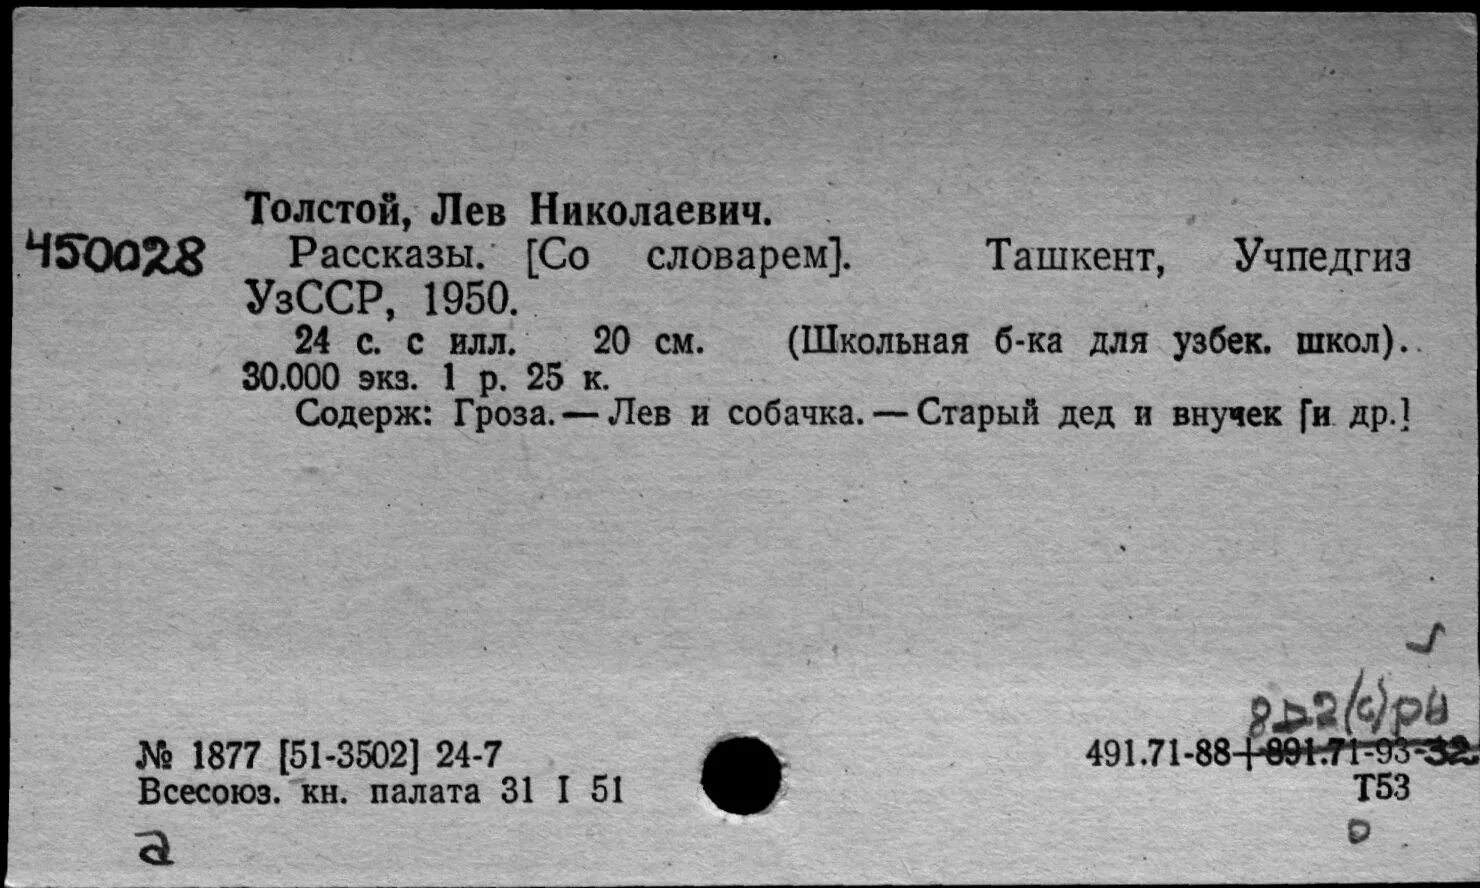 Толстой, Лев Николаевич.
450028 Рассказы. [Со словарем]. Ташкент, Учпедгиз
УзССР, 1950.
24 с. с илл. 20 см. (Школьная б-ка для узбек. школ).
30.000 экз. 1 р. 25 к.
Содерж: Гроза. — Лев и собачка. — Старый дед и внучек [и др.]
№ 1877 [51-3502] 24-7
491.71-88+891.71-93-32
Всесоюз. кн. палата 31 I 51
Т53
а